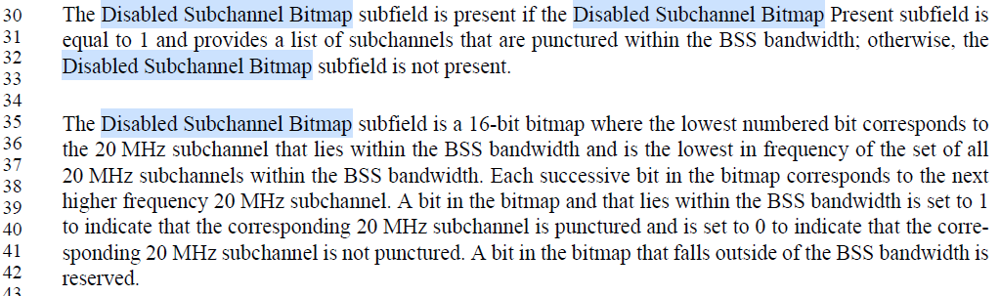 30 The Disabled Subchannel Bitmap subfield is present if the Disabled Subchannel Bitmap Present subfield is
31 equal to 1 and provides a list of subchannels that are punctured within the BSS bandwidth; otherwise, the
32 Disabled Subchannel Bitmap subfield is not present.
33
34
35 The Disabled Subchannel Bitmap subfield is a 16-bit bitmap where the lowest numbered bit corresponds to
36 the 20 MHz subchannel that lies within the BSS bandwidth and is the lowest in frequency of the set of all
37 20 MHz subchannels within the BSS bandwidth. Each successive bit in the bitmap corresponds to the next
38 higher frequency 20 MHz subchannel. A bit in the bitmap and that lies within the BSS bandwidth is set to 1
39
40 to indicate that the corresponding 20 MHz subchannel is punctured and is set to 0 to indicate that the corre-
41 sponding 20 MHz subchannel is not punctured. A bit in the bitmap that falls outside of the BSS bandwidth is
42 reserved.
43